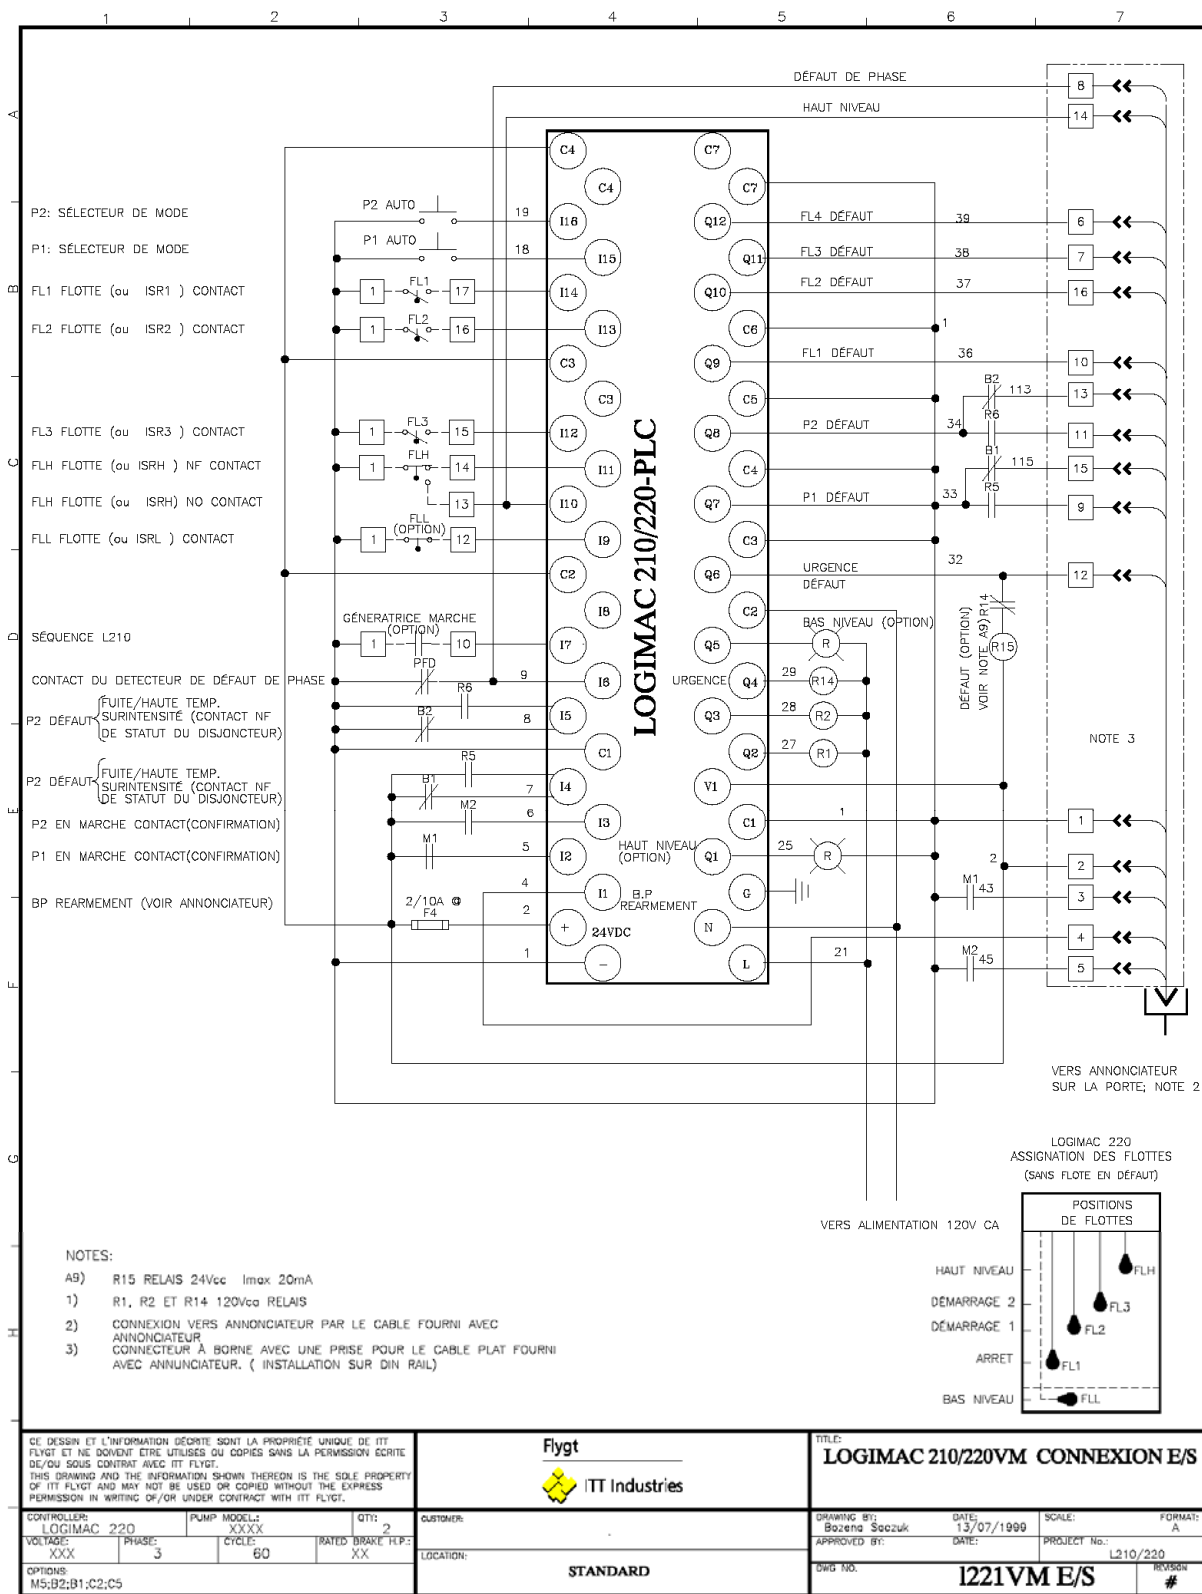 1 2 3 4 5 6 7
A
B
C
D
E
F
G
H
DÉFAUT DE PHASE
8
HAUT NIVEAU
14
C4
C7
C4
C7
P2: SÉLECTEUR DE MODE
P2 AUTO
19
I16
Q12
FL4 DÉFAUT
39
6
P1: SÉLECTEUR DE MODE
P1 AUTO
18
I15
Q11
FL3 DÉFAUT
38
7
FL1 FLOTTE (ou ISR1 ) CONTACT
1
FL1
17
I14
Q10
FL2 DÉFAUT
37
16
FL2 FLOTTE (ou ISR2 ) CONTACT
1
FL2
16
I13
C6
1
C3
Q9
FL1 DÉFAUT
36
10
C3
C5
B2
113
13
R6
FL3 FLOTTE (ou ISR3 ) CONTACT
1
FL3
15
I12
Q8
P2 DÉFAUT
34
11
FLH FLOTTE (ou ISRH ) NF CONTACT
1
FLH
14
I11
C4
B1
115
15
R5
FLH FLOTTE (ou ISRH) NO CONTACT
13
I10
Q7
P1 DÉFAUT
33
9
FLL FLOTTE (ou ISRL ) CONTACT
1
FLL
(OPTION)
12
I9
C3
LOGIMAC 210/220-PLC
C2
Q6
URGENCE
DÉFAUT
32
12
I8
C2
SÉQUENCE L210
GÉNERATRICE MARCHE
(OPTION)
1
10
I7
Q5
BAS NIVEAU (OPTION)
R
DÉFAUT (OPTION)
VOIR NOTE A9)
R14
R15
CONTACT DU DETECTEUR DE DÉFAUT DE PHASE
PFD
9
I6
URGENCE
Q4
29
R14
P2 DÉFAUT
FUITE/HAUTE TEMP.
SURINTENSITÉ (CONTACT NF
DE STATUT DU DISJONCTEUR)
R6
B2
8
I5
Q3
28
R2
C1
Q2
27
R1
NOTE 3
P2 DÉFAUT
FUITE/HAUTE TEMP.
SURINTENSITÉ (CONTACT NF
DE STATUT DU DISJONCTEUR)
R5
B1
7
I4
V1
P2 EN MARCHE CONTACT(CONFIRMATION)
M2
6
I3
C1
1
1
P1 EN MARCHE CONTACT(CONFIRMATION)
M1
5
I2
HAUT NIVEAU
(OPTION)
Q1
25
R
2
2
BP REARMEMENT (VOIR ANNONCIATEUR)
4
I1
B.P
REARMEMENT
G
M1
43
3
2/10A @
F4
2
+
24VDC
N
4
1
−
L
21
M2
45
5
VERS ANNONCIATEUR
SUR LA PORTE; NOTE 2
VERS ALIMENTATION 120V CA
LOGIMAC 220
ASSIGNATION DES FLOTTES
(SANS FLOTE EN DÉFAUT)
POSITIONS
DE FLOTTES
HAUT NIVEAU
FLH
DÉMARRAGE 2
FL3
DÉMARRAGE 1
FL2
ARRET
FL1
BAS NIVEAU
FLL
NOTES:
A9) R15 RELAIS 24Vcc Imax 20mA
1) R1, R2 ET R14 120Vca RELAIS
2) CONNEXION VERS ANNONCIATEUR PAR LE CABLE FOURNI AVEC
ANNONCIATEUR
3) CONNECTEUR À BORNE AVEC UNE PRISE POUR LE CABLE PLAT FOURNI
AVEC ANNUNCIATEUR. ( INSTALLATION SUR DIN RAIL)
CE DESSIN ET L'INFORMATION DÉCRITE SONT LA PROPRIÉTÉ UNIQUE DE ITT
FLYGT ET NE DOIVENT ÉTRE UTILISÉS OU COPIÉS SANS LA PERMISSION ÉCRITE
DE/OU SOUS CONTRAT AVEC ITT FLYGT.
THIS DRAWING AND THE INFORMATION SHOWN THEREON IS THE SOLE PROPERTY
OF ITT FLYGT AND MAY NOT BE USED OR COPIED WITHOUT THE EXPRESS
PERMISSION IN WRITING OF/OR UNDER CONTRACT WITH ITT FLYGT.
CONTROLLER:
LOGIMAC 220
PUMP MODEL.:
XXXX
QTY:
2
VOLTAGE:
XXX
PHASE:
3
CYCLE:
60
RATED BRAKE H.P.:
XX
OPTIONS:
M5;B2;B1;C2;C5
Flygt
ITT Industries
CUSTOMER:
LOCATION:
STANDARD
TITLE:
LOGIMAC 210/220VM CONNEXION E/S
DRAWING BY:
Bozena Soczuk
DATE:
13/07/1999
SCALE:
FORMAT:
A
APPROVED BY:
DATE:
PROJECT No.:
L210/220
DWG NO.
l221VM E/S
REVISION
#